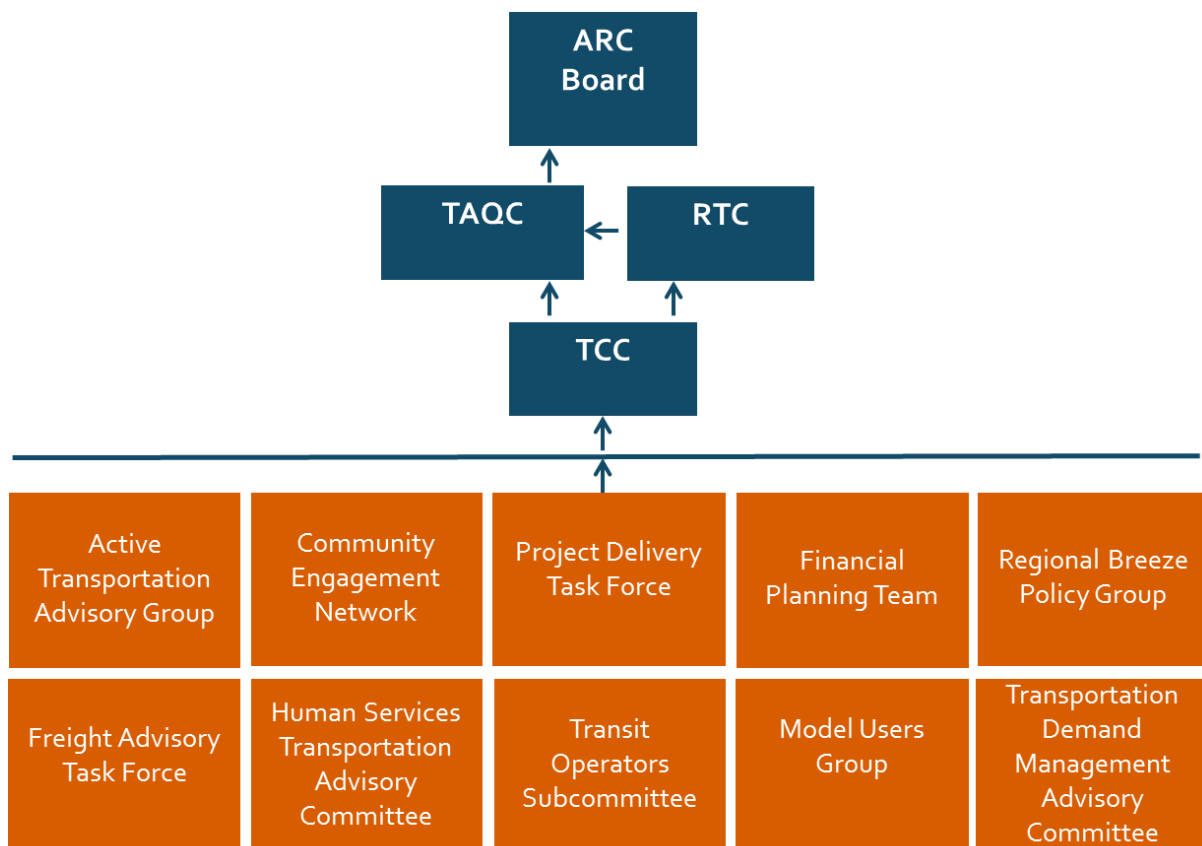 ARC
Board
TAQC
RTC
TCC
Active
Transportation
Advisory Group
Community
Engagement
Network
Project Delivery
Task Force
Financial
Planning Team
Regional Breeze
Policy Group
Freight Advisory
Task Force
Human Services
Transportation
Advisory
Committee
Transit
Operators
Subcommittee
Model Users
Group
Transportation
Demand
Management
Advisory
Committee